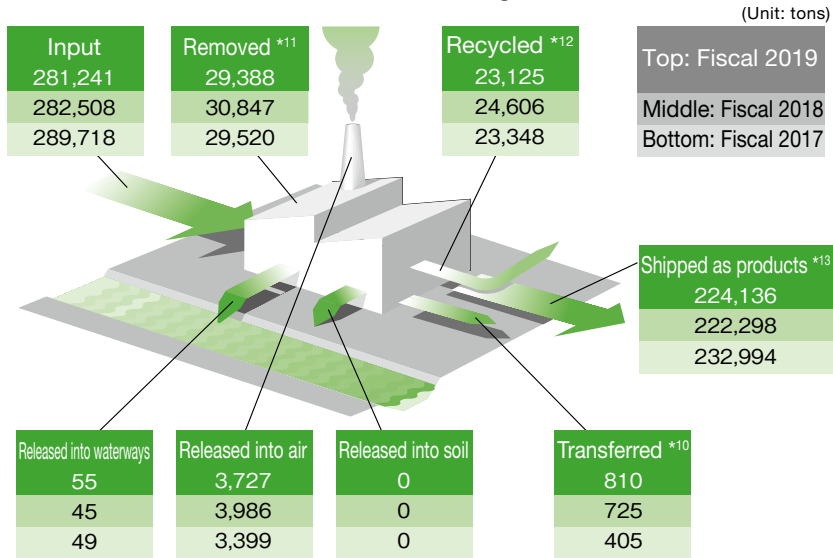 (Unit: tons)
Input
281,241
282,508
289,718
Removed *11
29,388
30,847
29,520
Recycled *12
23,125
24,606
23,348
Top: Fiscal 2019
Middle: Fiscal 2018
Bottom: Fiscal 2017
Shipped as products *13
224,136
222,298
232,994
Released into waterways
55
45
49
Released into air
3,727
3,986
3,399
Released into soil
0
0
0
Transferred *10
810
725
405